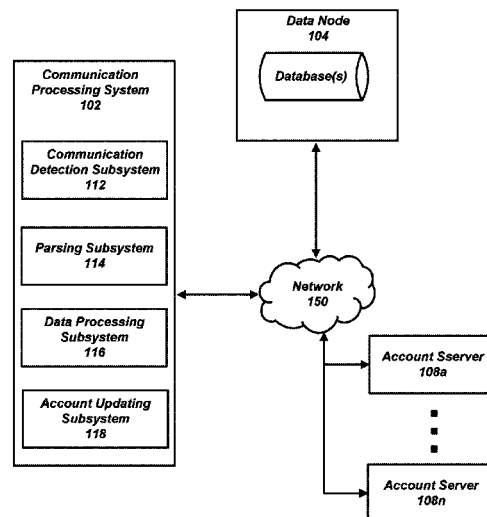 Communication
Processing System
102
Communication
Detection Subsystem
112
Parsing Subsystem
114
Data Processing
Subsystem
116
Account Updating
Subsystem
118
Data Node
104
Database(s)
Network
150
Account Sserver
108a
Account Server
108n